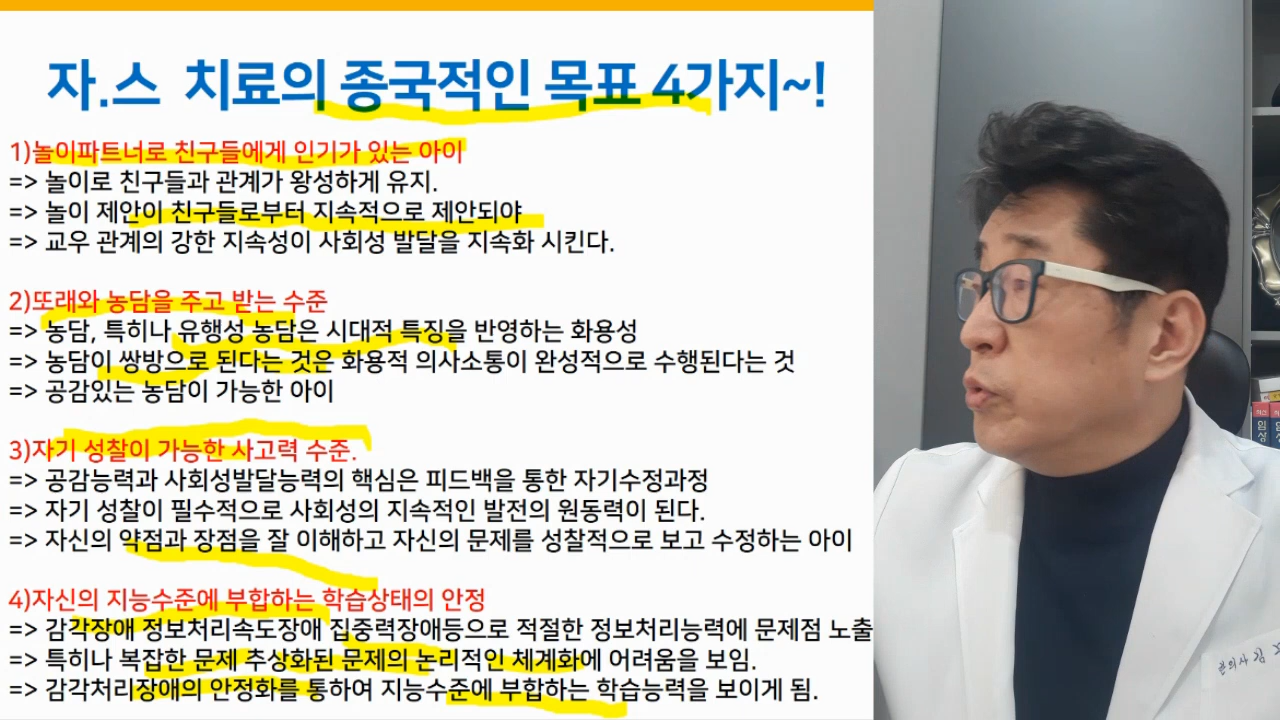 자.스 치료의 종국적인 목표 4가지~!
1)놀이파트너로 친구들에게 인기가 있는 아이
=> 놀이로 친구들과 관계가 왕성하게 유지.
=> 놀이 제안이 친구들로부터 지속적으로 제안되야
=> 교우 관계의 강한 지속성이 사회성 발달을 지속화 시킨다.
2)또래와 농담을 주고 받는 수준
=> 농담, 특히나 유행성 농담은 시대적 특징을 반영하는 화용성
=> 농담이 쌍방으로 된다는 것은 화용적 의사소통이 완성적으로 수행된다는 것
=> 공감있는 농담이 가능한 아이
3)자기 성찰이 가능한 사고력 수준.
=> 공감능력과 사회성발달능력의 핵심은 피드백을 통한 자기수정과정
=> 자기 성찰이 필수적으로 사회성의 지속적인 발전의 원동력이 된다.
=> 자신의 약점과 장점을 잘 이해하고 자신의 문제를 성찰적으로 보고 수정하는 아이
4)자신의 지능수준에 부합하는 학습상태의 안정
=> 감각장애 정보처리속도장애 집중력장애등으로 적절한 정보처리능력에 문제점 노출
=> 특히나 복잡한 문제 추상화된 문제의 논리적인 체계화에 어려움을 보임.
=> 감각처리장애의 안정화를 통하여 지능수준에 부합하는 학습능력을 보이게 됨.
한의사 김
임상